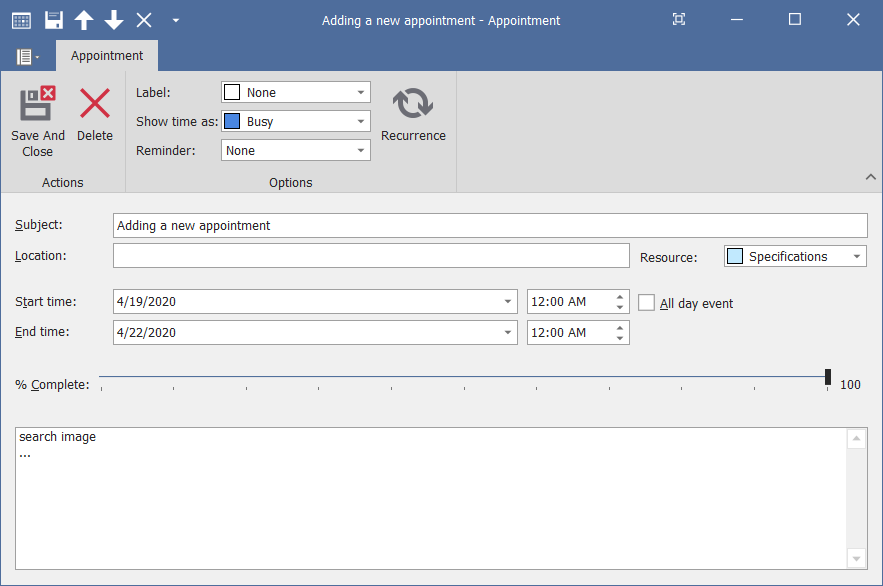 Adding a new appointment - Appointment
Appointment
Label: None
Show time as: Busy
Reminder: None
Save And Close
Delete
Recurrence
Actions
Options
Subject: Adding a new appointment
Location:
Resource: Specifications
Start time: 4/19/2020 12:00 AM
All day event
End time: 4/22/2020 12:00 AM
% Complete: 100
search image
...